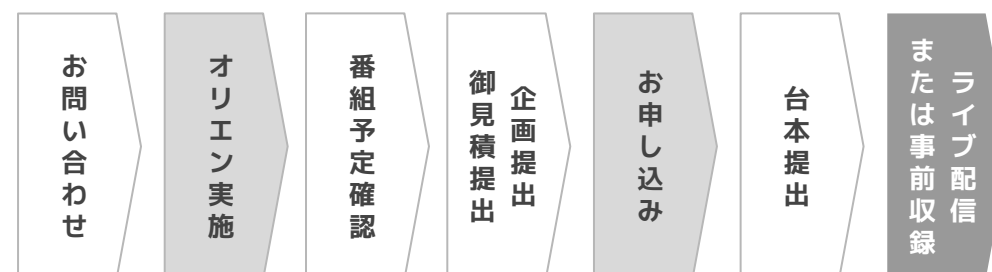 お問い合わせ
オリエン実施
番組予定確認
企画提出
御見積提出
お申し込み
台本提出
ライブ配信
または事前収録